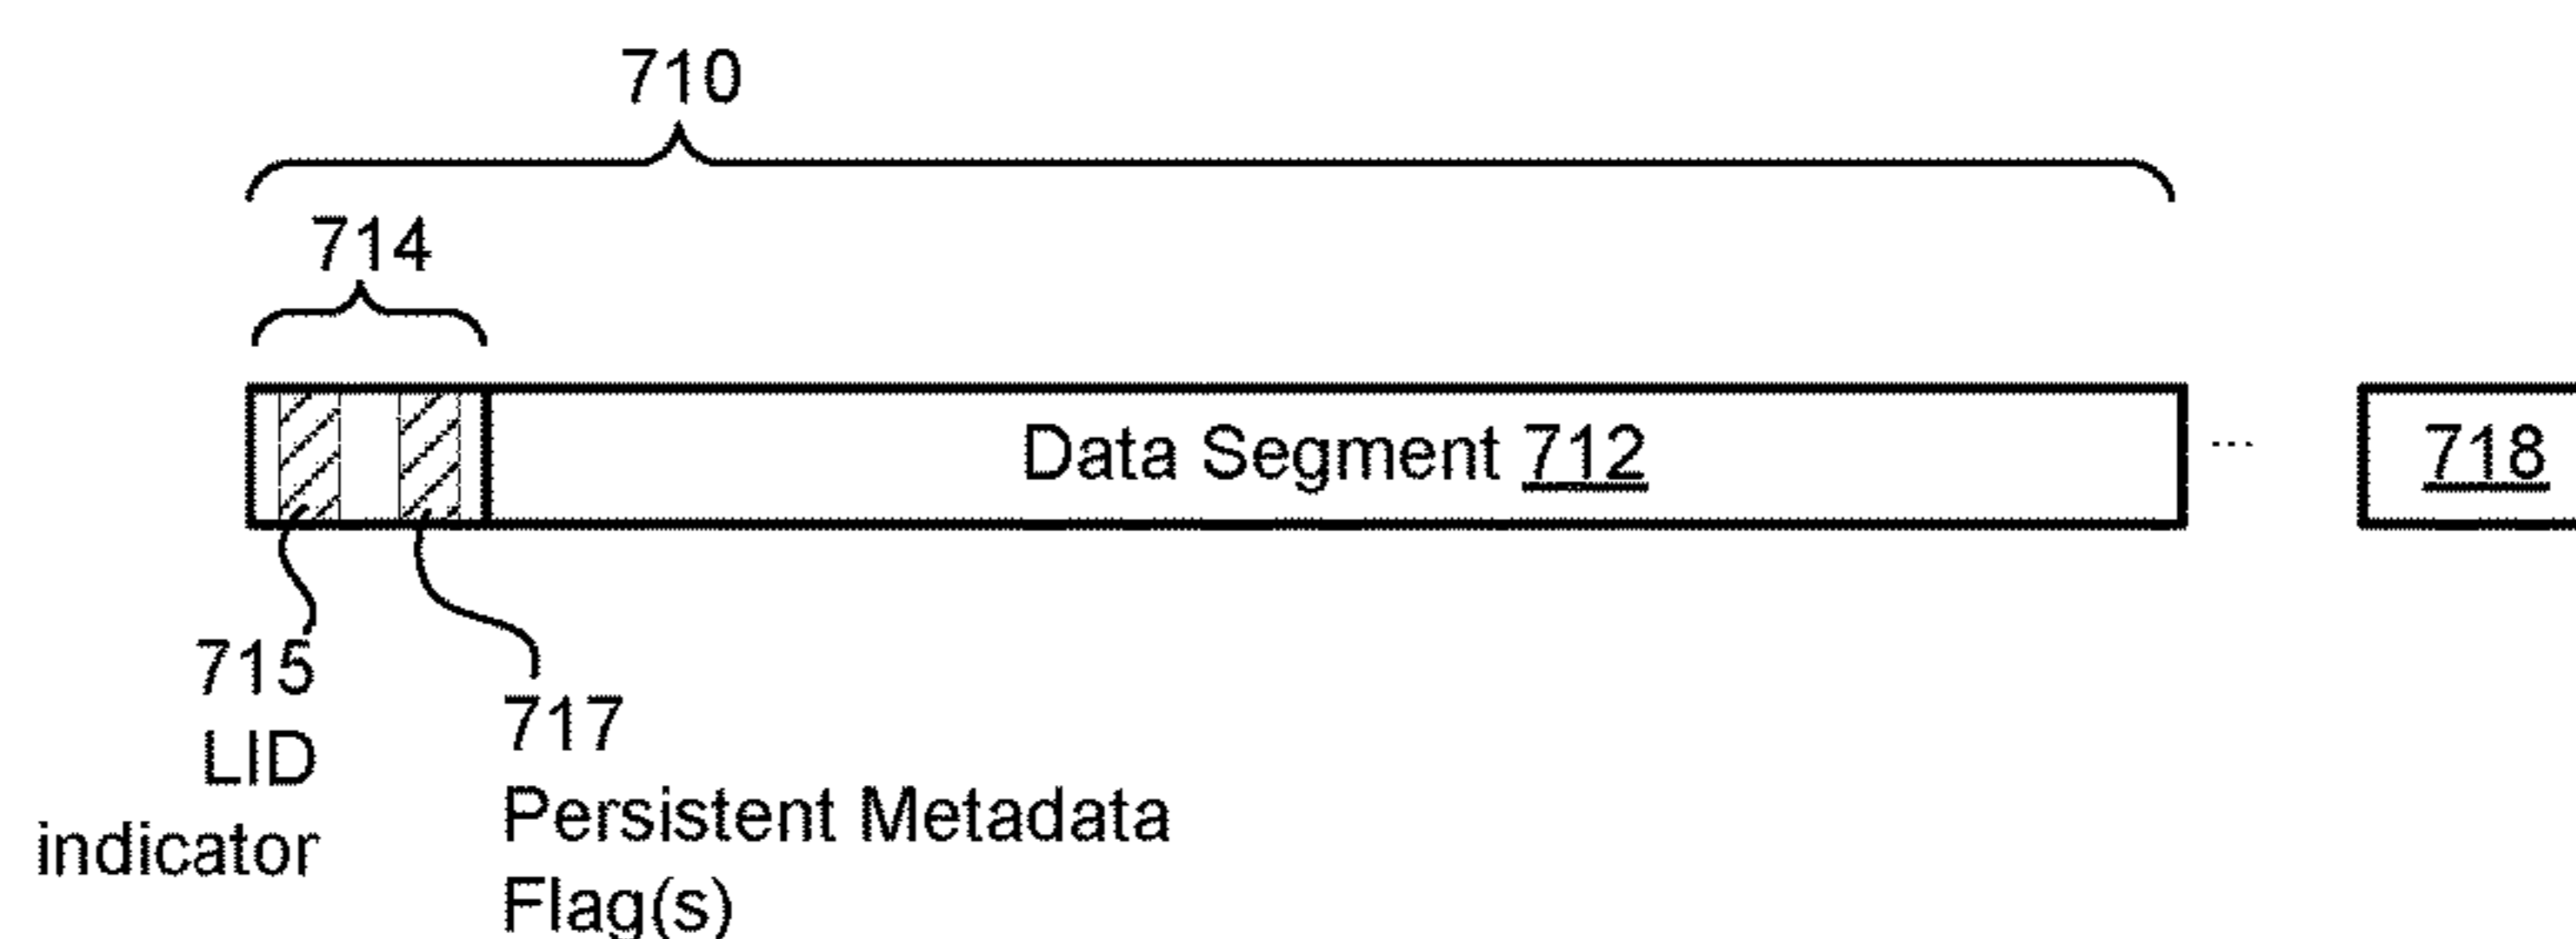 710
714
Data Segment 712
...
718
715
LID
indicator
717
Persistent Metadata
Flag(s)